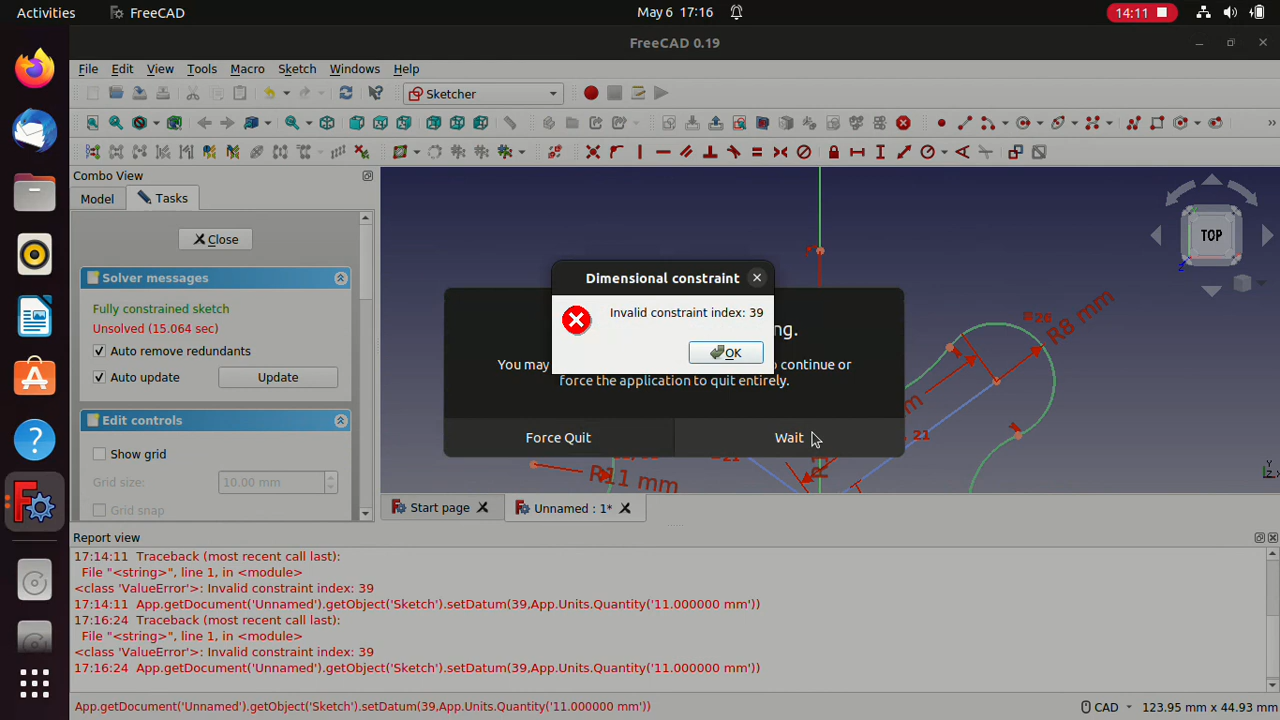 Activities
FreeCAD
May 6 17:16
14:11
FreeCAD 0.19
File Edit View Tools Macro Sketch Windows Help
Sketcher
Combo View
Model
Tasks
Close
Solver messages
Fully constrained sketch
Unsolved (15.064 sec)
Auto remove redundants
Auto update
Update
Edit controls
Show grid
Grid size:
10.00 mm
Grid snap
TOP
Dimensional constraint
Invalid constraint index: 39
OK
ng.
You may
o continue or
force the application to quit entirely.
Force Quit
Wait
R8 mm
R11 mm
21
Start page
Unnamed : 1*
Report view
17:14:11 Traceback (most recent call last):
File "<string>", line 1, in <module>
<class 'ValueError'>: Invalid constraint index: 39
17:14:11 App.getDocument('Unnamed').getObject('Sketch').setDatum(39,App.Units.Quantity('11.000000 mm'))
17:16:24 Traceback (most recent call last):
File "<string>", line 1, in <module>
<class 'ValueError'>: Invalid constraint index: 39
17:16:24 App.getDocument('Unnamed').getObject('Sketch').setDatum(39,App.Units.Quantity('11.000000 mm'))
App.getDocument('Unnamed').getObject('Sketch').setDatum(39,App.Units.Quantity('11.000000 mm'))
CAD
123.95 mm x 44.93 mm